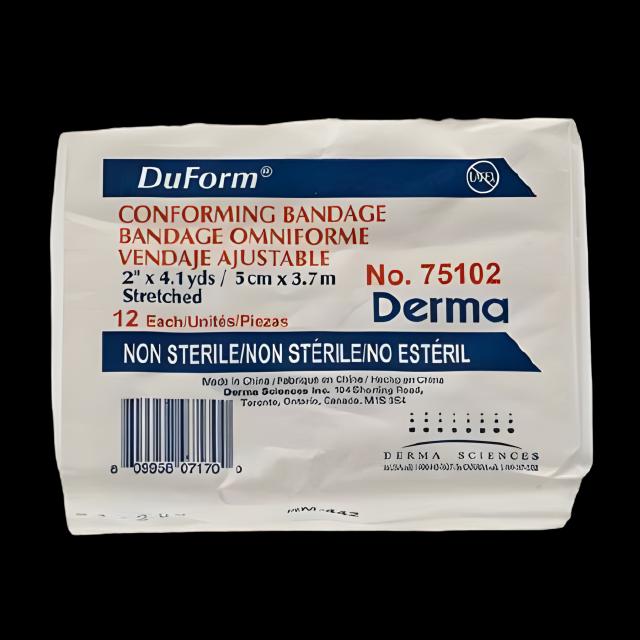 DuForm®
CONFORMING BANDAGE
BANDAGE OMNIFORME
VENDAJE AJUSTABLE
2" x 4.1yds / 5cm x 3.7m
Stretched
No. 75102
Derma
12 Each/Unités/Piezas
NON STERILE/NON STÉRILE/NO ESTÉRIL
Made in China / Fabriqué en Chine / Hecho en China
Derma Sciences Inc. 104 Shorting Road,
Toronto, Ontario, Canada. M1S 3S4
8 09958 07170 0
DERMA SCIENCES